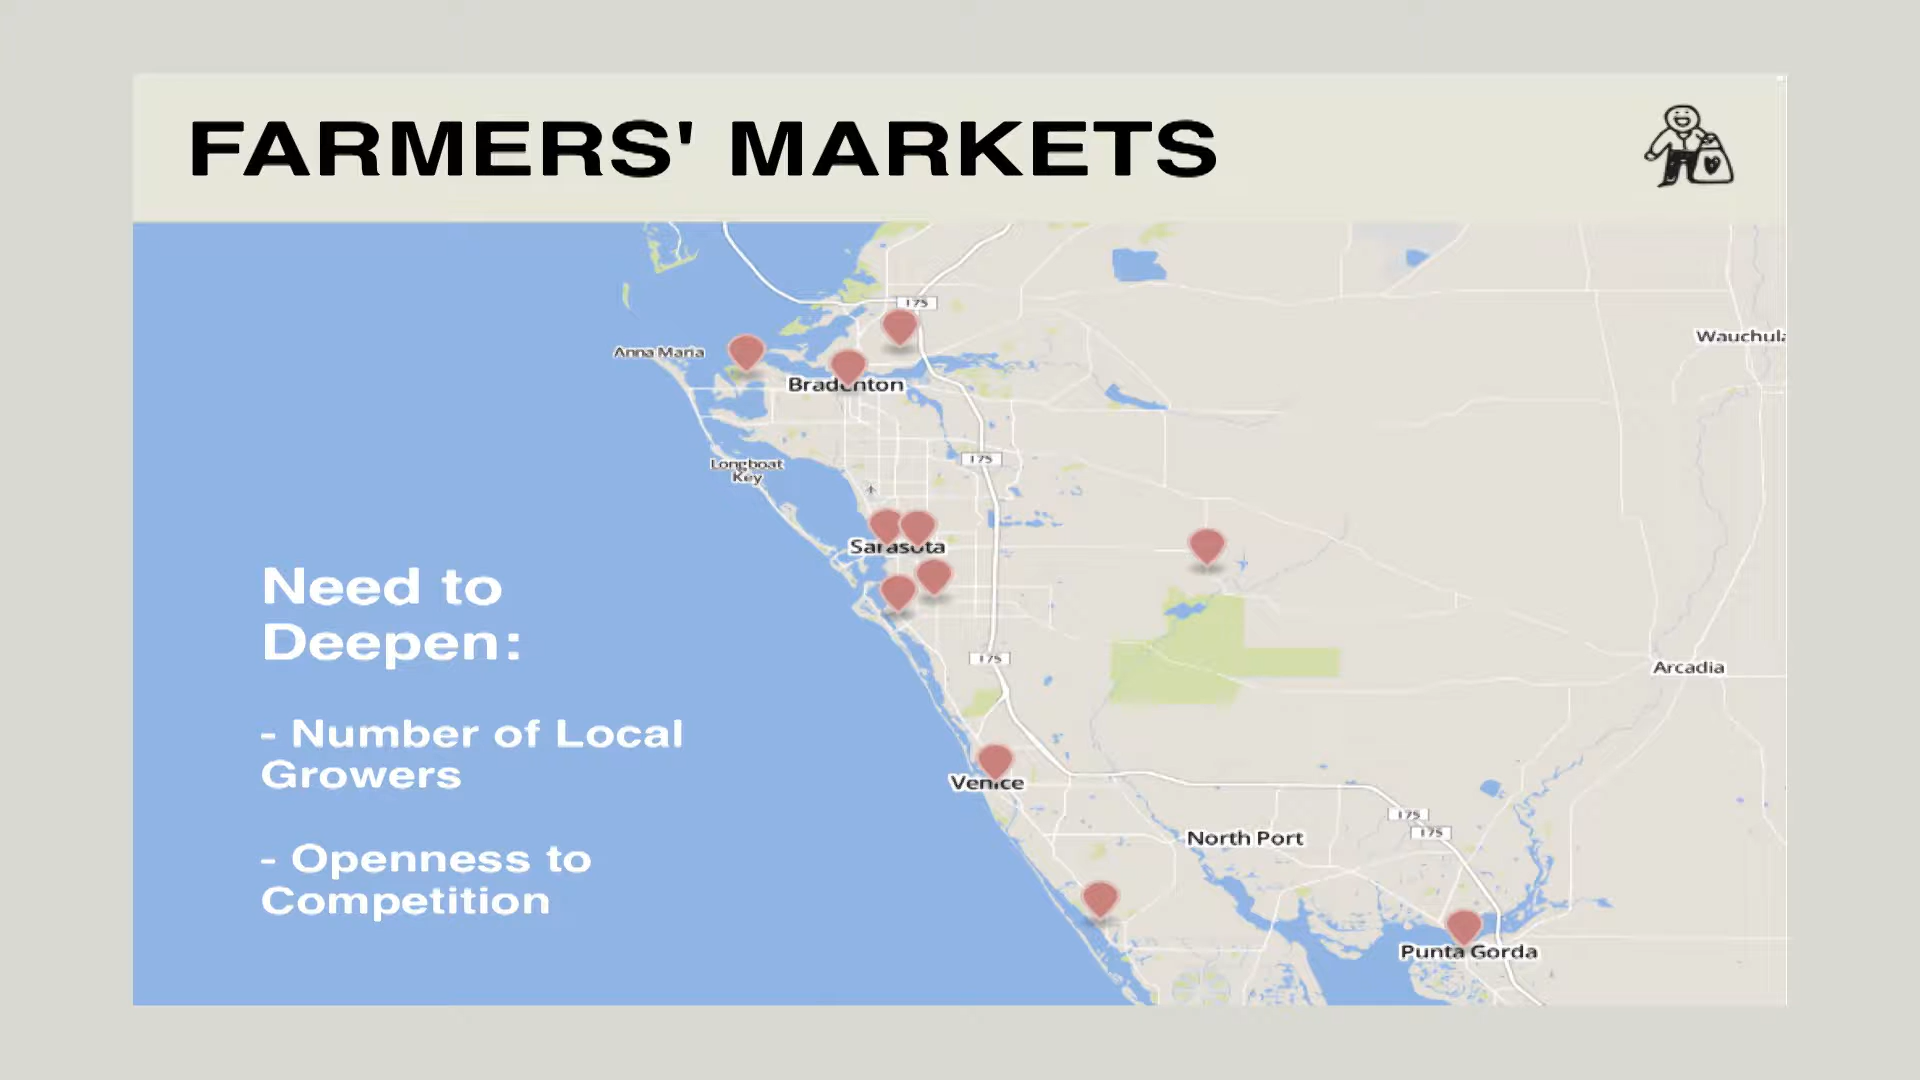 FARMERS' MARKETS
175
Wauchula
Anna Maria
Bradenton
175
Longboat
Key
Sarasota
Need to
Deepen:
175
Arcadia
- Number of Local
Growers
Venice
175
175
North Port
- Openness to
Competition
Punta Gorda